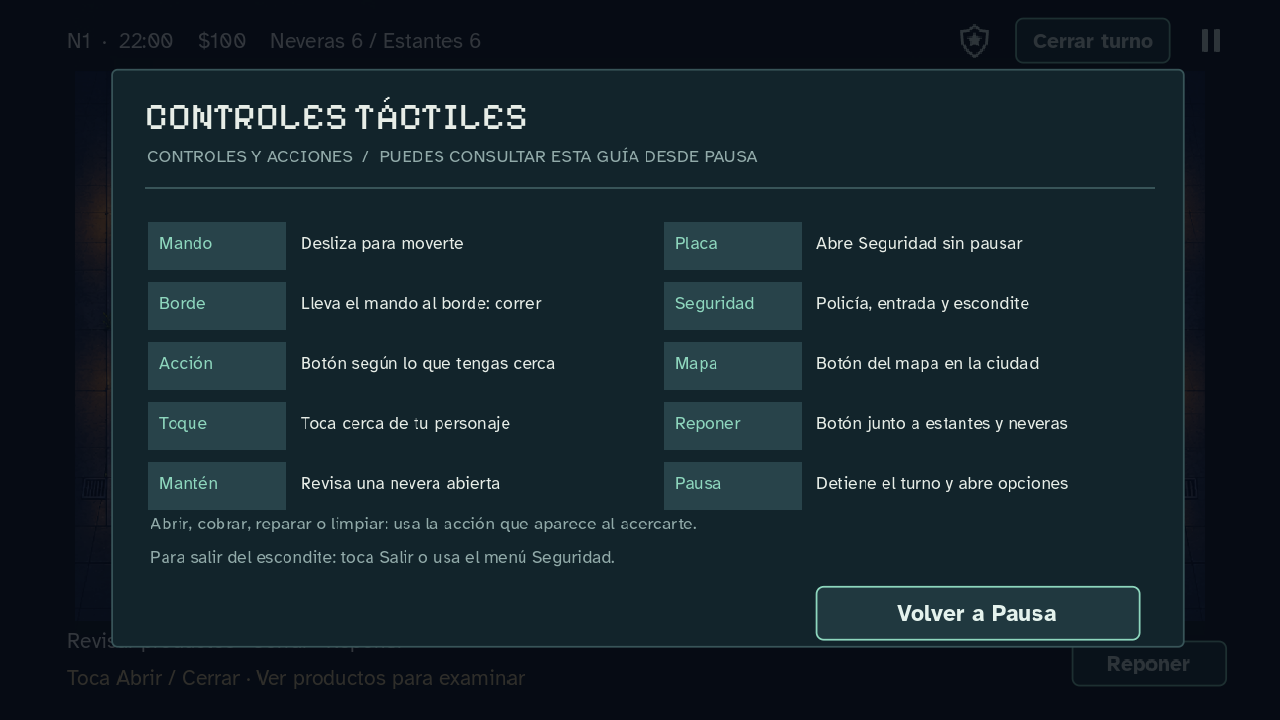 N1 · 22:00 $100 Neveras 6 / Estantes 6
Cerrar turno
CONTROLES TÁCTILES
CONTROLES Y ACCIONES / PUEDES CONSULTAR ESTA GUÍA DESDE PAUSA
Mando Desliza para moverte
Borde Lleva el mando al borde: correr
Acción Botón según lo que tengas cerca
Toque Toca cerca de tu personaje
Mantén Revisa una nevera abierta
Placa Abre Seguridad sin pausar
Seguridad Policía, entrada y escondite
Mapa Botón del mapa en la ciudad
Reponer Botón junto a estantes y neveras
Pausa Detiene el turno y abre opciones
Abrir, cobrar, reparar o limpiar: usa la acción que aparece al acercarte.
Para salir del escondite: toca Salir o usa el menú Seguridad.
Volver a Pausa
Toca Abrir / Cerrar · Ver productos para examinar
Reponer